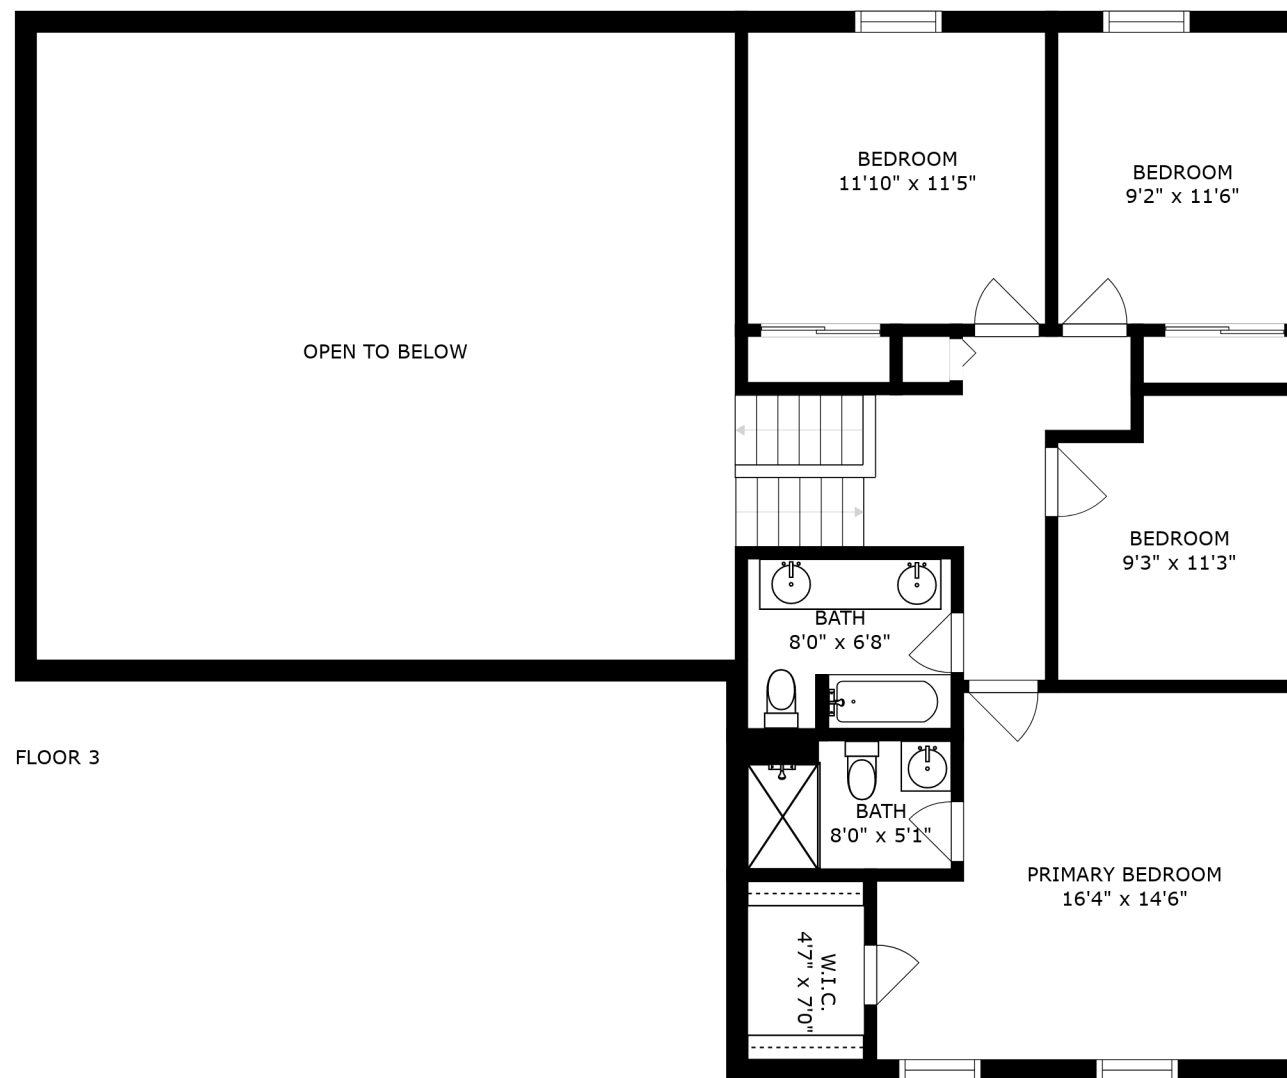 BEDROOM
11'10" x 11'5"
BEDROOM
9'2" x 11'6"
OPEN TO BELOW
BEDROOM
9'3" x 11'3"
BATH
8'0" x 6'8"
FLOOR 3
BATH
8'0" x 5'1"
PRIMARY BEDROOM
16'4" x 14'6"
W.I.C.
4'7" x 7'0"